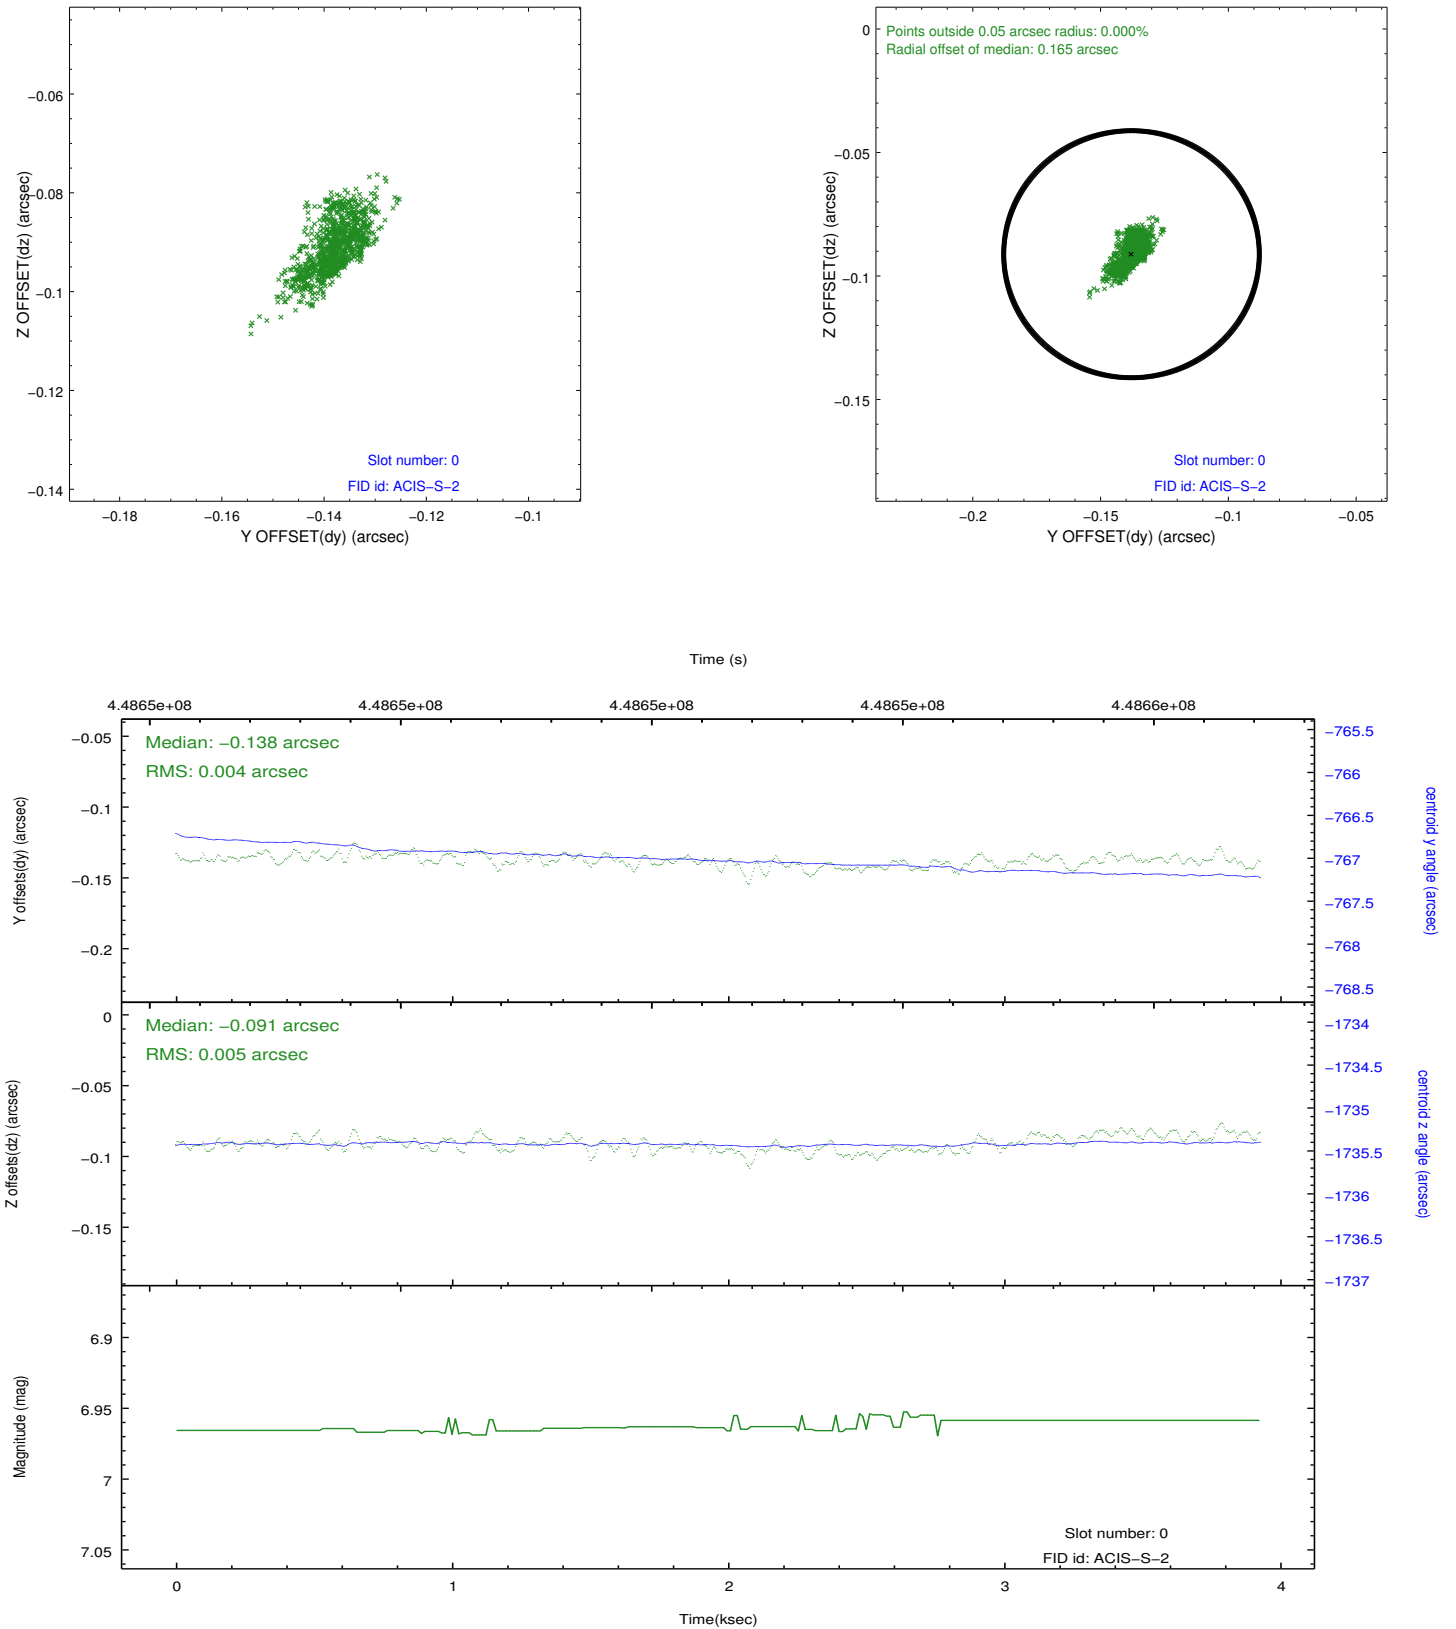 −0.06
−0.08
−0.1
−0.12
−0.14
Z OFFSET(dz) (arcsec)
Slot number: 0
FID id: ACIS−S−2
−0.18
−0.16
−0.14
−0.12
−0.1
Y OFFSET(dy) (arcsec)
Points outside 0.05 arcsec radius: 0.000%
Radial offset of median: 0.165 arcsec
0
−0.05
−0.1
−0.15
Z OFFSET(dz) (arcsec)
Slot number: 0
FID id: ACIS−S−2
−0.2
−0.15
−0.1
−0.05
Y OFFSET(dy) (arcsec)
Time (s)
4.4865e+08
4.4865e+08
4.4865e+08
4.4865e+08
4.4866e+08
Median: −0.138 arcsec
RMS: 0.004 arcsec
−0.05
−0.1
−0.15
−0.2
Y offsets(dy) (arcsec)
−765.5
−766
−766.5
−767
−767.5
−768
−768.5
centroid y angle (arcsec)
Median: −0.091 arcsec
RMS: 0.005 arcsec
0
−0.05
−0.1
−0.15
Z offsets(dz) (arcsec)
−1734
−1734.5
−1735
−1735.5
−1736
−1736.5
−1737
centroid z angle (arcsec)
6.9
6.95
7
7.05
Magnitude (mag)
Slot number: 0
FID id: ACIS−S−2
0
1
2
3
4
Time(ksec)